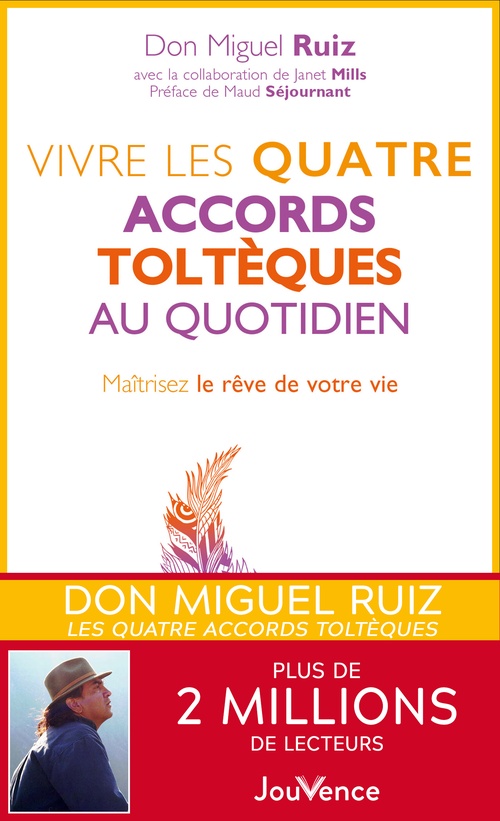 Don Miguel Ruiz
avec la collaboration de Janet Mills
Préface de Maud Séjournant
VIVRE LES QUATRE
ACCORDS
TOLTÈQUES
AU QUOTIDIEN
Maîtrisez le rêve de votre vie
DON MIGUEL RUIZ
LES QUATRE ACCORDS TOLTÈQUES
PLUS DE
2 MILLIONS
DE LECTEURS
JouVence